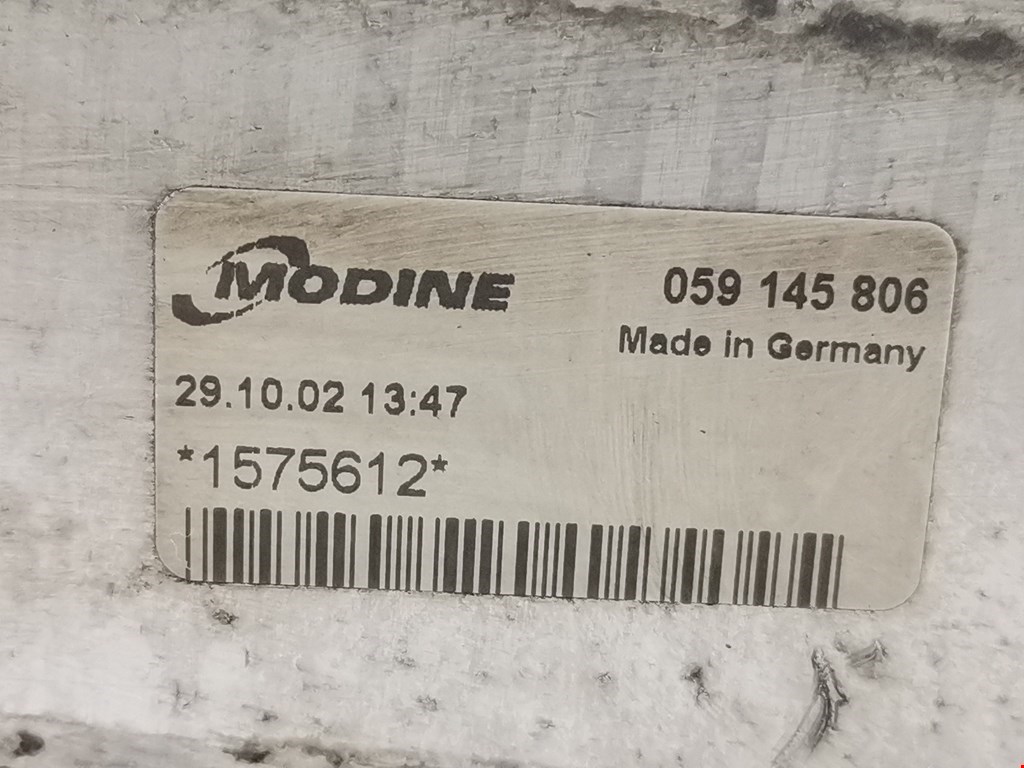 MODINE
059 145 806
Made in Germany
29.10.02 13:47
*1575612*